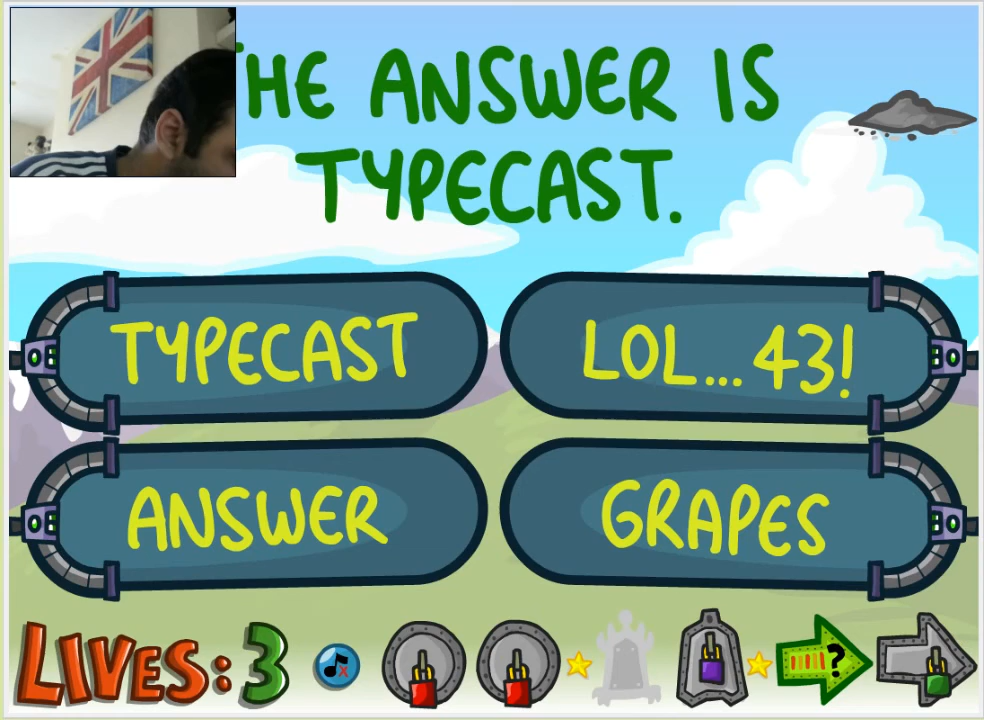 THE ANSWER IS
TYPECAST.
TYPECAST
LOL... 43!
ANSWER
GRAPES
LIVES: 3
?